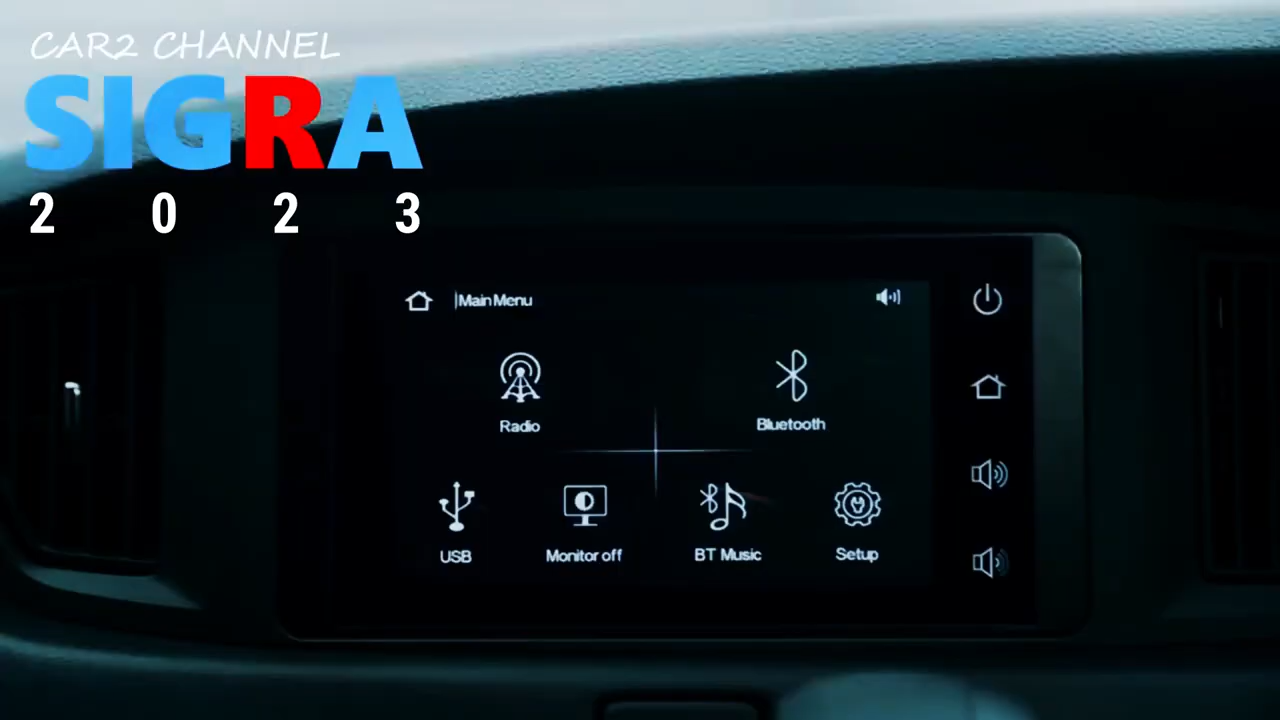 CAR2 CHANNEL
SIGRA
2 0 2 3
Main Menu
Radio
Bluetooth
USB
Monitor off
BT Music
Setup